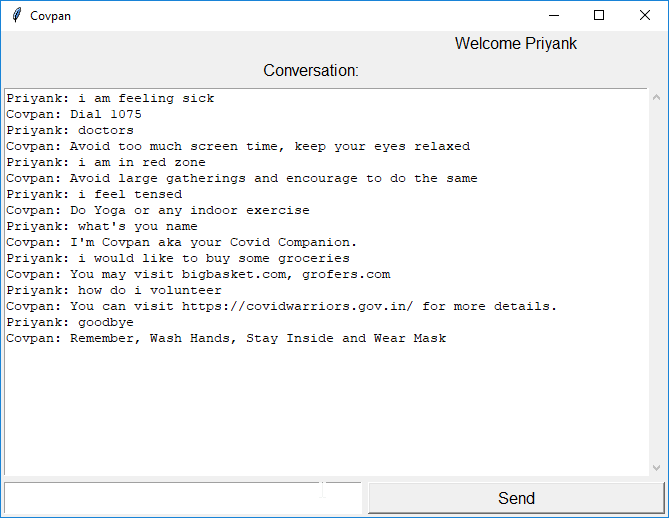 Covpan
Welcome Priyank
Conversation:
Priyank: i am feeling sick
Covpan: Dial 1075
Priyank: doctors
Covpan: Avoid too much screen time, keep your eyes relaxed
Priyank: i am in red zone
Covpan: Avoid large gatherings and encourage to do the same
Priyank: i feel tensed
Covpan: Do Yoga or any indoor exercise
Priyank: what's you name
Covpan: I'm Covpan aka your Covid Companion.
Priyank: i would like to buy some groceries
Covpan: You may visit bigbasket.com, grofers.com
Priyank: how do i volunteer
Covpan: You can visit https://covidwarriors.gov.in/ for more details.
Priyank: goodbye
Covpan: Remember, Wash Hands, Stay Inside and Wear Mask
Send